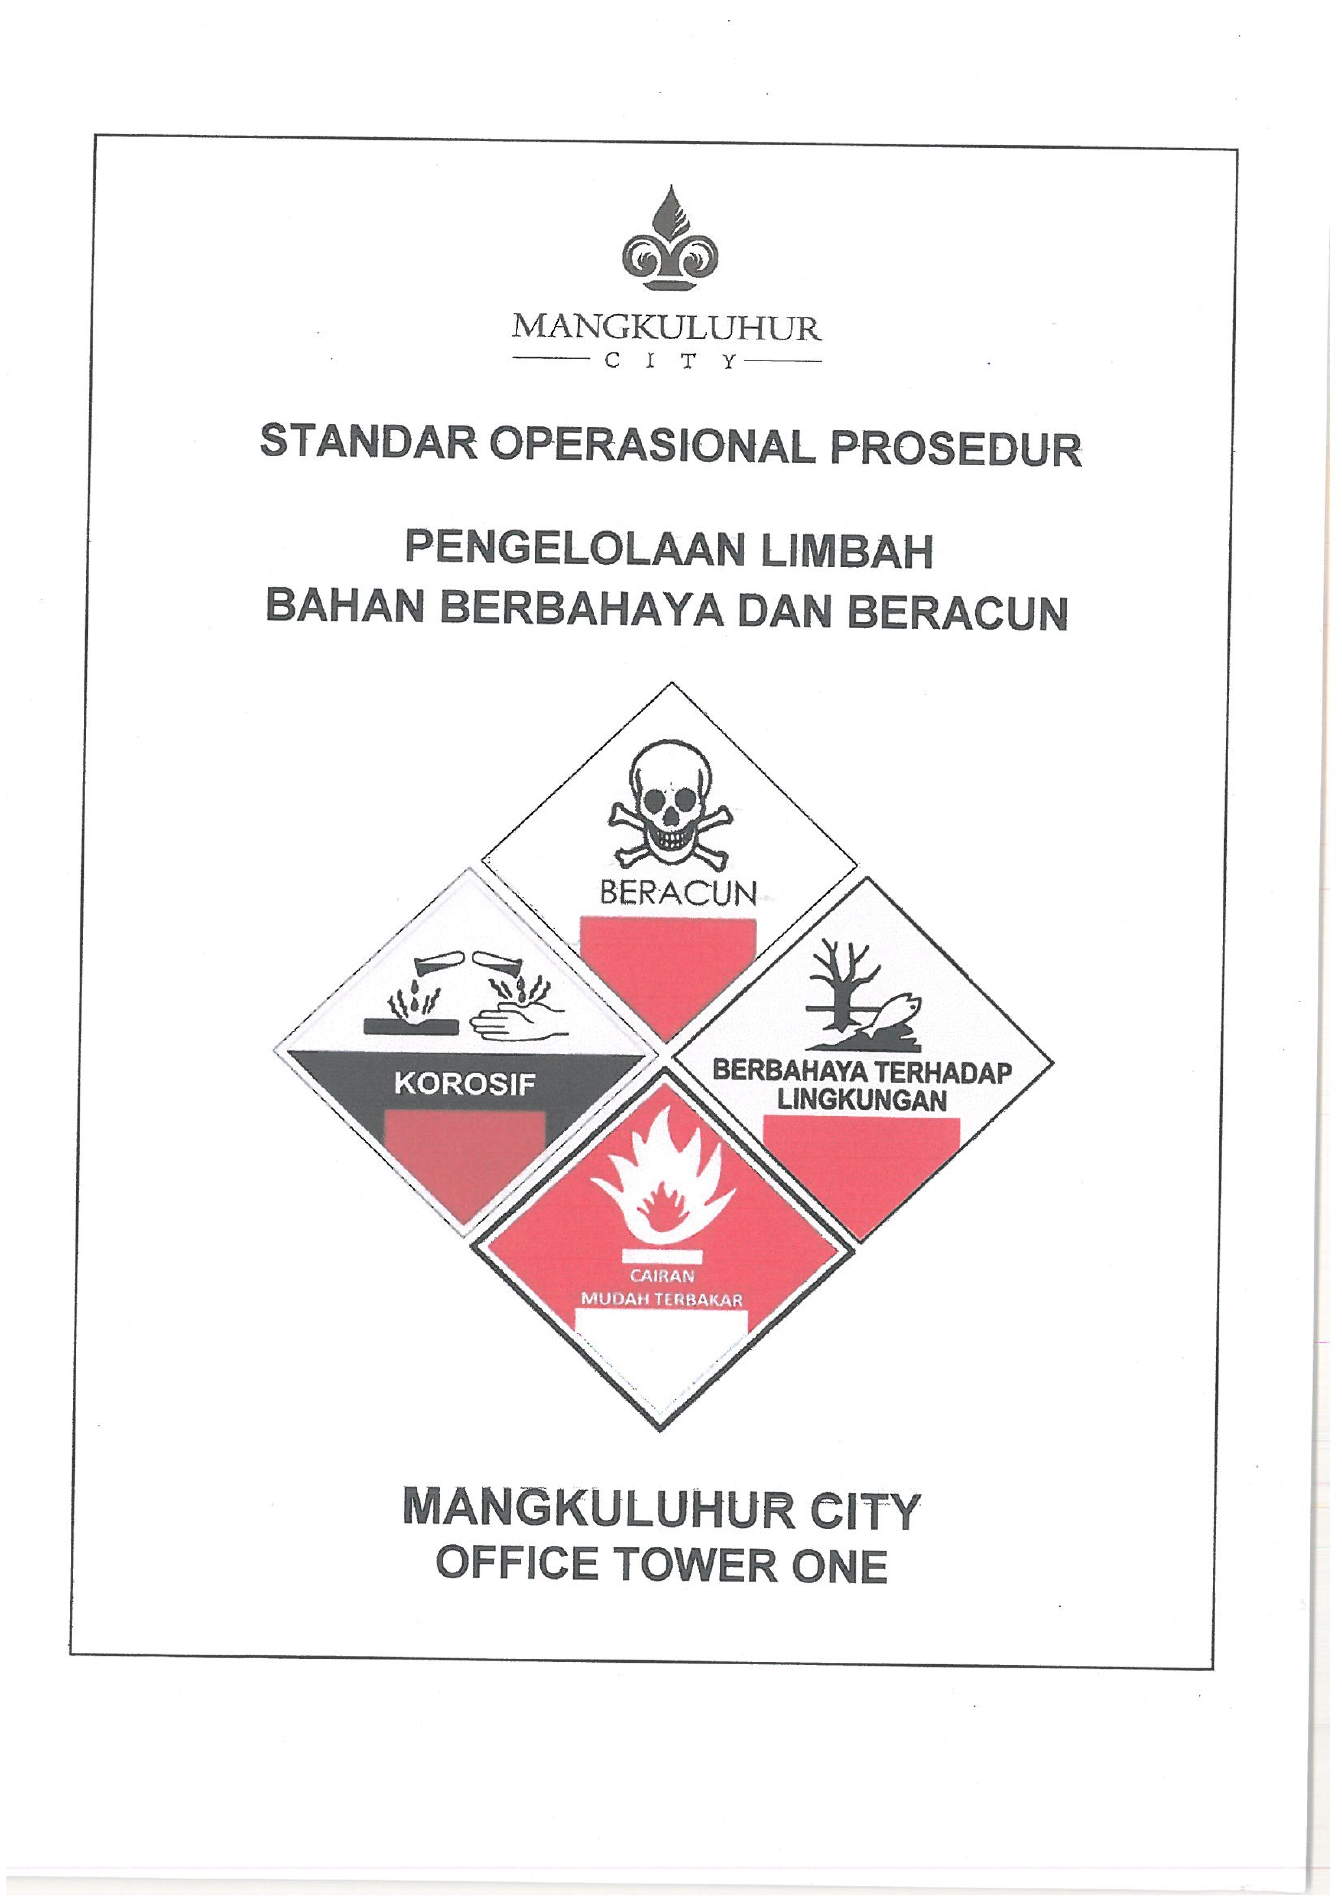 MANGKULUHUR
CITY
STANDAR OPERASIONAL PROSEDUR
PENGELOLAAN LIMBAH
BAHAN BERBAHAYA DAN BERACUN
BERACUN
KOROSIF
BERBAHAYA TERHADAP
LINGKUNGAN
CAIRAN
MUDAH TERBAKAR
MANGKULUHUR CITY
OFFICE TOWER ONE